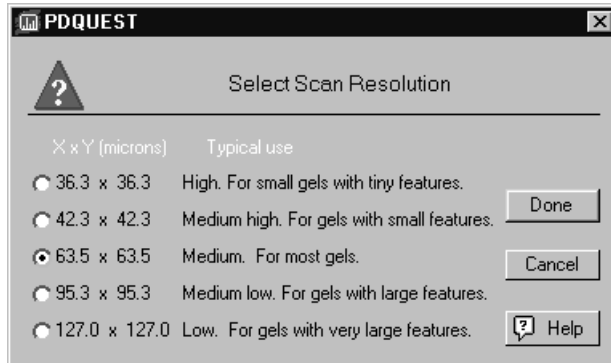 PDQUEST
Select Scan Resolution
X x Y (microns) Typical use
36.3 x 36.3 High. For small gels with tiny features.
42.3 x 42.3 Medium high. For gels with small features.
63.5 x 63.5 Medium. For most gels.
95.3 x 95.3 Medium low. For gels with large features.
127.0 x 127.0 Low. For gels with very large features.
Done
Cancel
Help